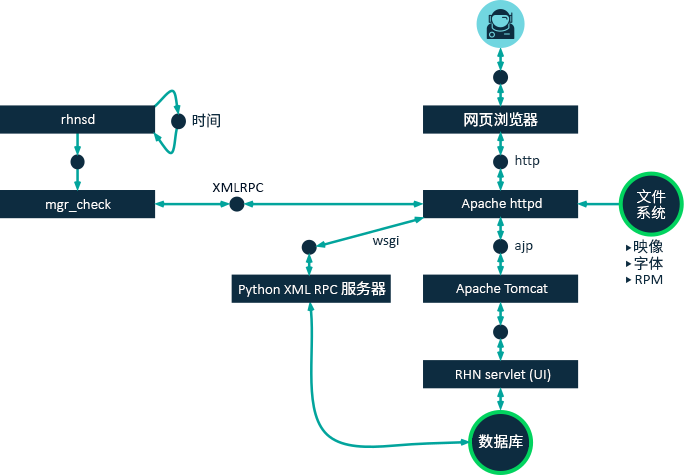 网页浏览器
rhnsd
时间
http
XMLRPC
mgr_check
Apache httpd
文件
系统
wsgi
ajp
映像
字体
RPM
Python XML RPC 服务器
Apache Tomcat
RHN servlet (UI)
数据库